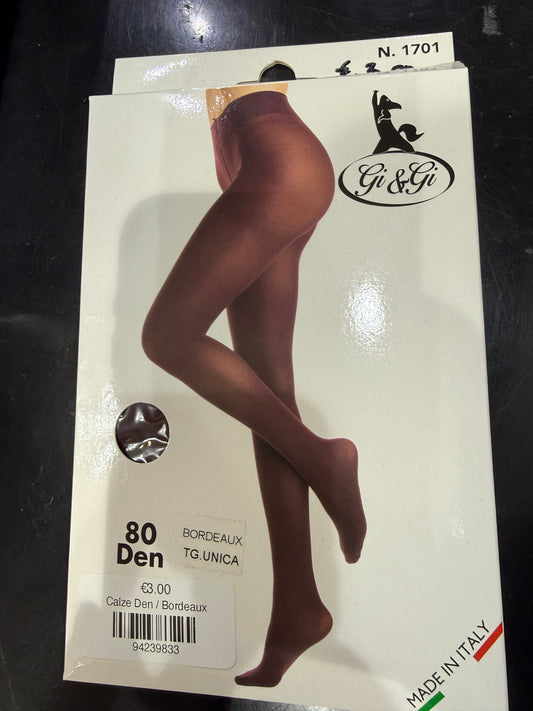 N. 1701
Gi & Gi
80
Den
BORDEAUX
TG.UNICA
€3.00
Calze Den / Bordeaux
94239833
MADE IN ITALY